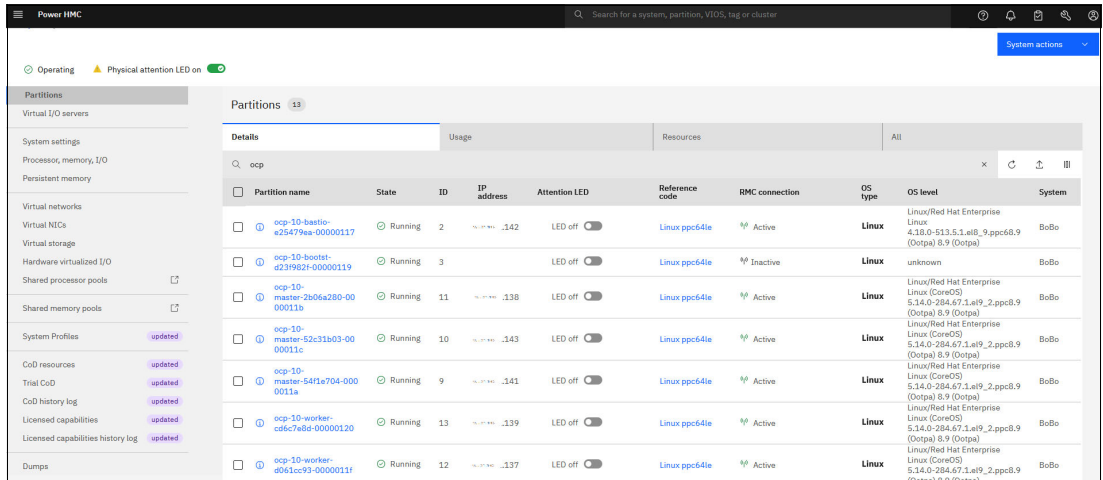 Power HMC
Search for a system, partition, VIOS, tag or cluster
System actions
Operating
Physical attention LED on
Partitions
Virtual I/O servers
System settings
Processor, memory, I/O
Persistent memory
Virtual networks
Virtual NICs
Virtual storage
Hardware virtualized I/O
Shared processor pools
Shared memory pools
System Profiles updated
CoD resources updated
Trial CoD updated
CoD history log updated
Licensed capabilities updated
Licensed capabilities history log updated
Dumps
Partitions 13
Details Usage Resources All
ocp
Partition name State ID IP address Attention LED Reference code RMC connection OS type OS level System
ocp-10-bastio-
e25479ea-00000117
Running 2 .142 LED off Linux ppc64le Active Linux
Linux/Red Hat Enterprise
Linux
4.18.0-513.5.1.el8_9.ppc68.9
(Ootpa) 8.9 (Ootpa)
BoBo
ocp-10-bootst-
d23f982f-00000119
Running 3 LED off Linux ppc64le Inactive Linux unknown BoBo
ocp-10-
master-2b06a280-00
00011b
Running 11 .138 LED off Linux ppc64le Active Linux
Linux/Red Hat Enterprise
Linux (CoreOS)
5.14.0-284.67.1.el9_2.ppc8.9
(Ootpa) 8.9 (Ootpa)
BoBo
ocp-10-
master-52c31b03-00
00011c
Running 10 .143 LED off Linux ppc64le Active Linux
Linux/Red Hat Enterprise
Linux (CoreOS)
5.14.0-284.67.1.el9_2.ppc8.9
(Ootpa) 8.9 (Ootpa)
BoBo
ocp-10-
master-54f1e704-000
0011a
Running 9 .141 LED off Linux ppc64le Active Linux
Linux/Red Hat Enterprise
Linux (CoreOS)
5.14.0-284.67.1.el9_2.ppc8.9
(Ootpa) 8.9 (Ootpa)
BoBo
ocp-10-worker-
cd6c7e8d-00000120
Running 13 .139 LED off Linux ppc64le Active Linux
Linux/Red Hat Enterprise
Linux (CoreOS)
5.14.0-284.67.1.el9_2.ppc8.9
(Ootpa) 8.9 (Ootpa)
BoBo
ocp-10-worker-
d061cc93-0000011f
Running 12 .137 LED off Linux ppc64le Active Linux
Linux/Red Hat Enterprise
Linux (CoreOS)
5.14.0-284.67.1.el9_2.ppc8.9
BoBo